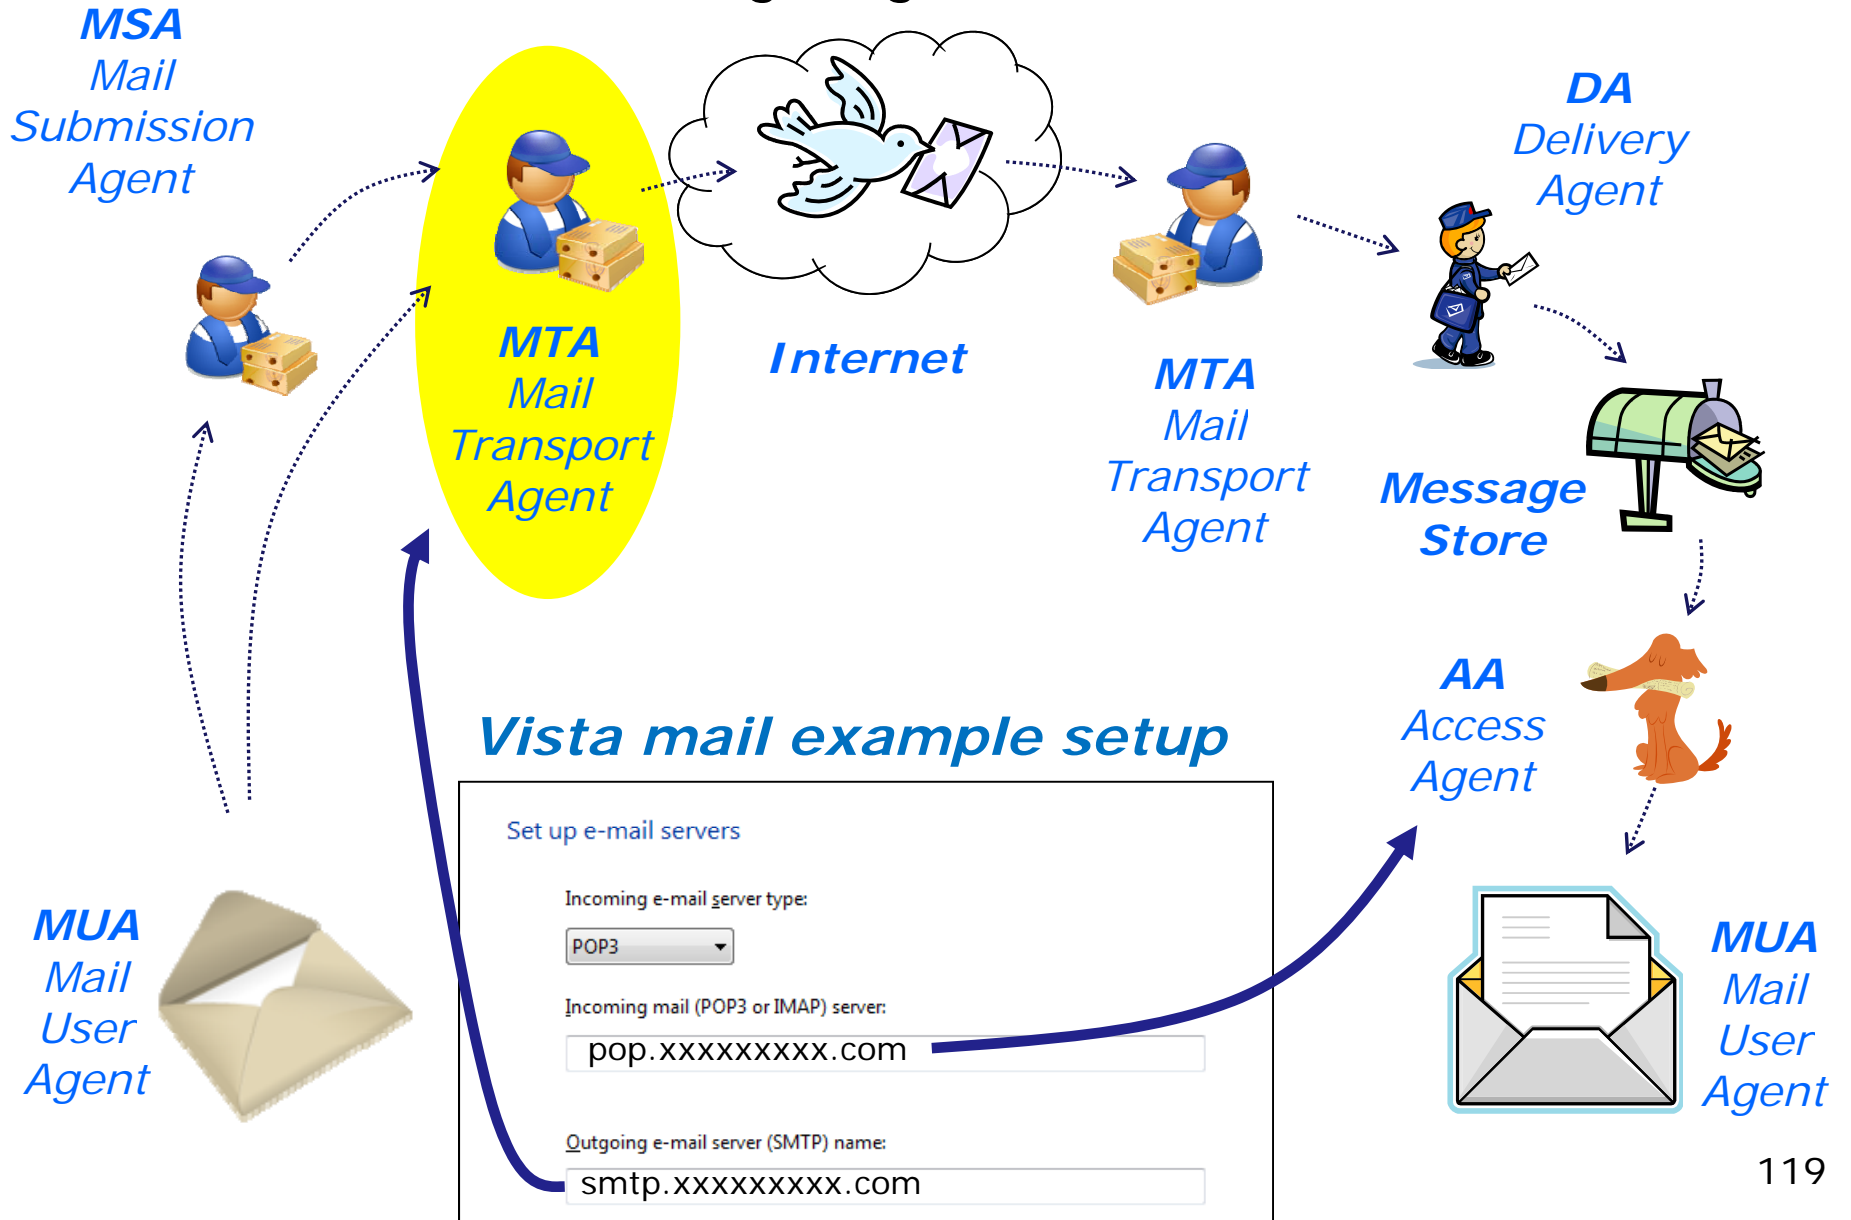 MSA
Mail
Submission
Agent
MTA
Mail
Transport
Agent
Internet
MTA
Mail
Transport
Agent
DA
Delivery
Agent
Message
Store
AA
Access
Agent
MUA
Mail
User
Agent
Vista mail example setup
Set up e-mail servers
Incoming e-mail server type:
POP3
Incoming mail (POP3 or IMAP) server:
pop.xxxxxxxxx.com
Outgoing e-mail server (SMTP) name:
smtp.xxxxxxxxx.com
MUA
Mail
User
Agent
119